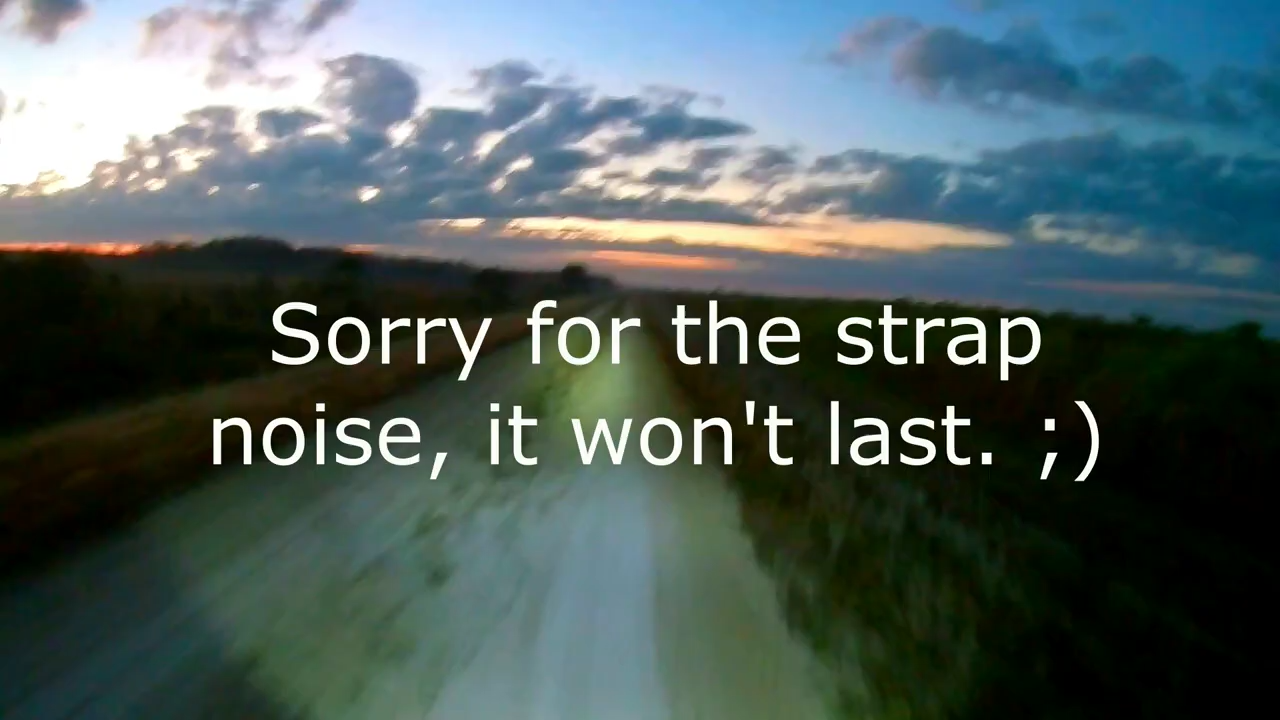 Sorry for the strap
noise, it won't last. ;)